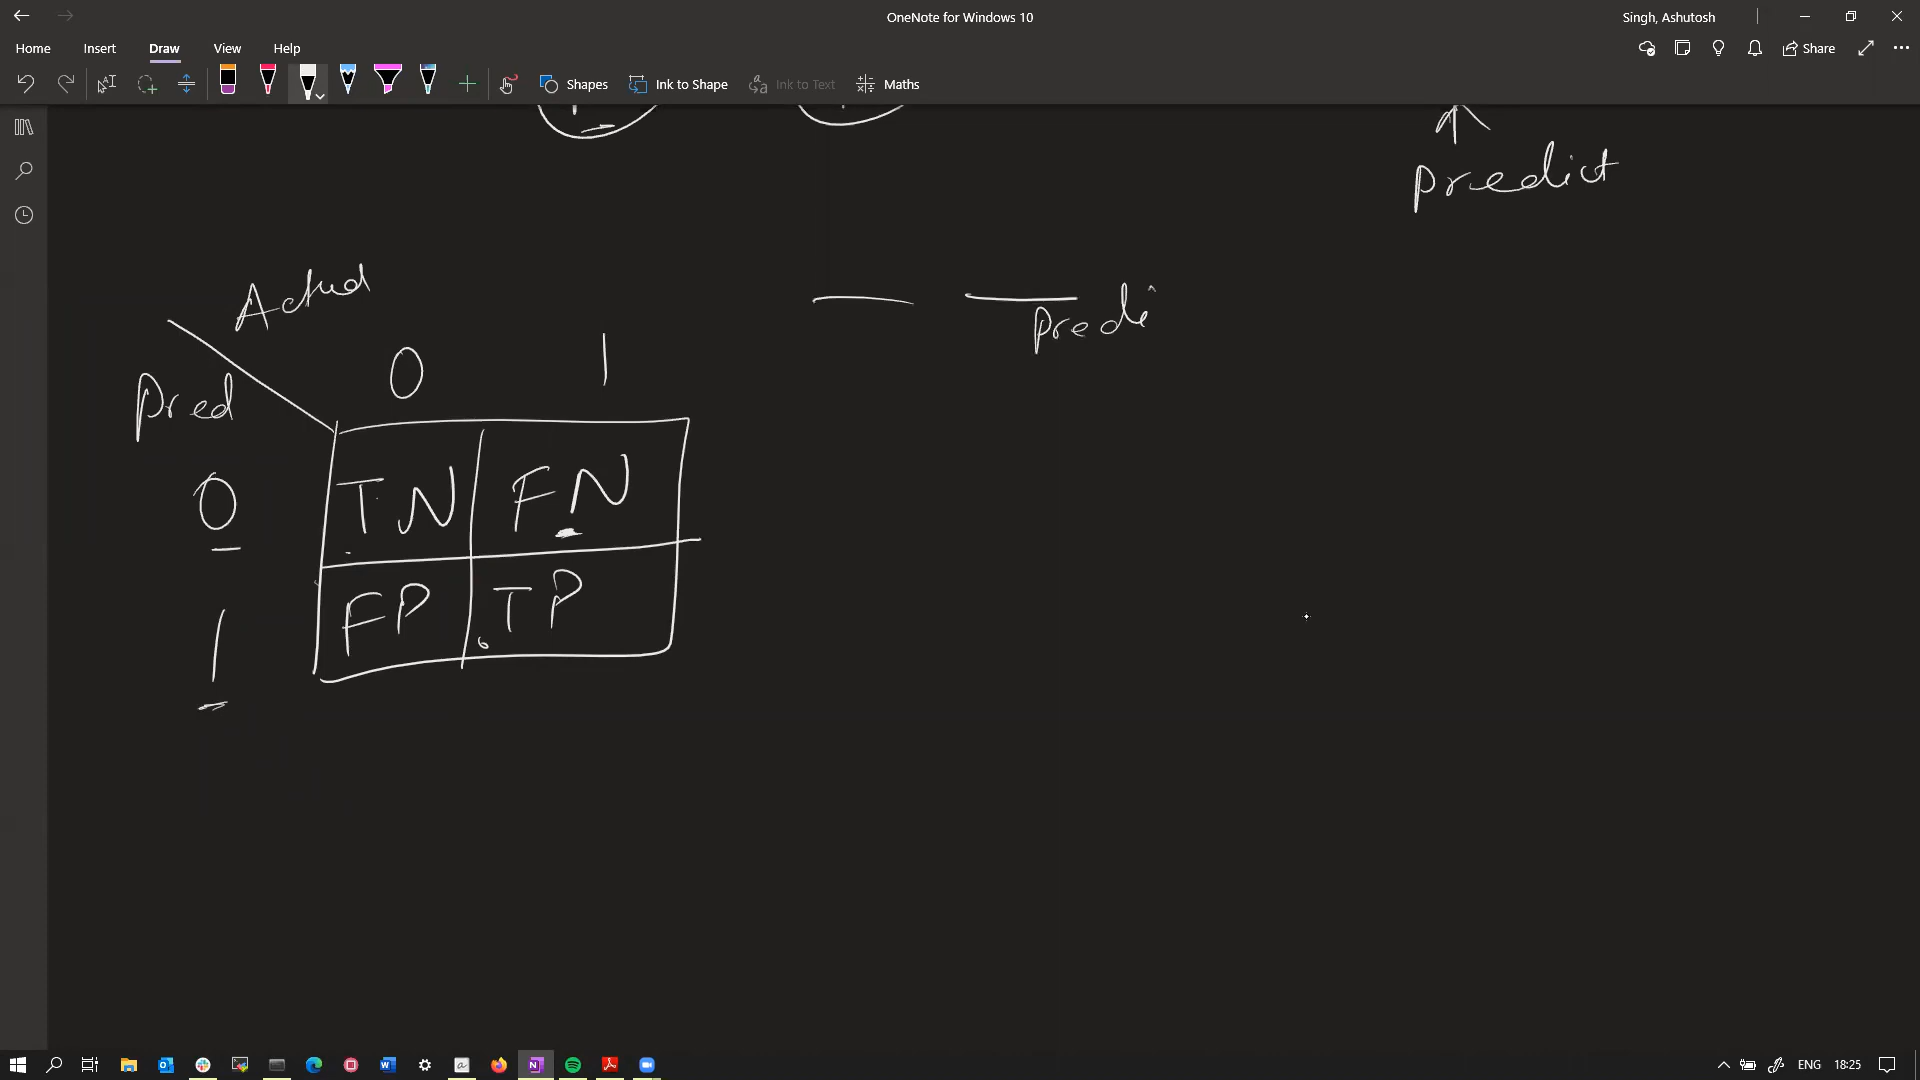 OneNote for Windows 10
Singh, Ashutosh
Home Insert Draw View Help
Share
Shapes Ink to Shape Ink to Text Maths
predict
Actual
Predi
0 1
Pred
0 TN FN
1 FP TP
ENG 18:25